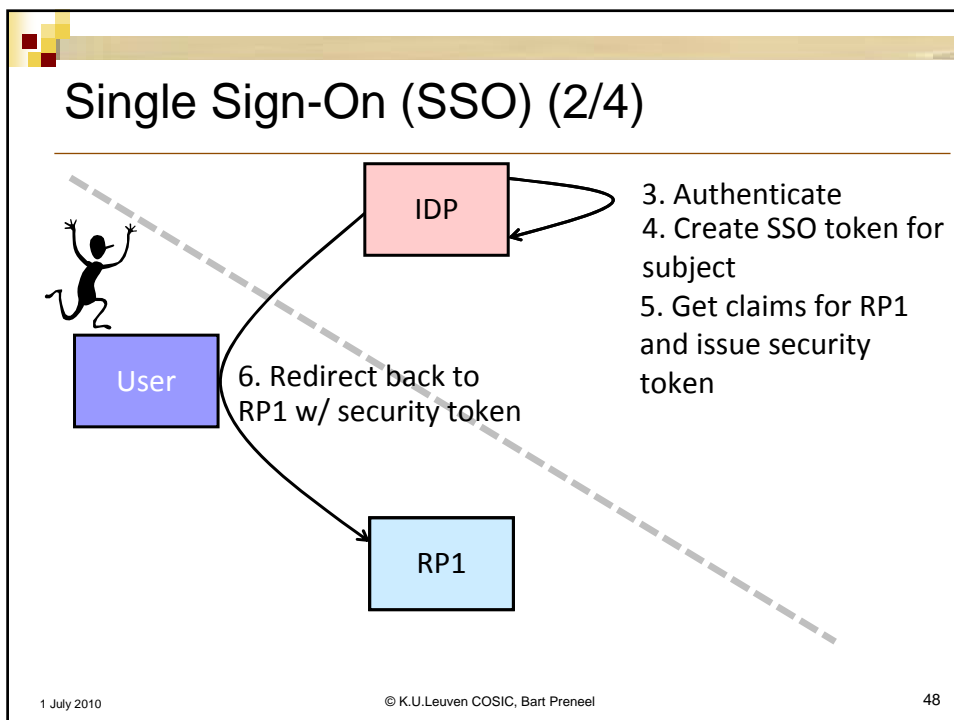 Single Sign-On (SSO) (2/4)
IDP
3. Authenticate
4. Create SSO token for
subject
5. Get claims for RP1
and issue security
token
User
6. Redirect back to
RP1 w/ security token
RP1
1 July 2010
© K.U.Leuven COSIC, Bart Preneel
48